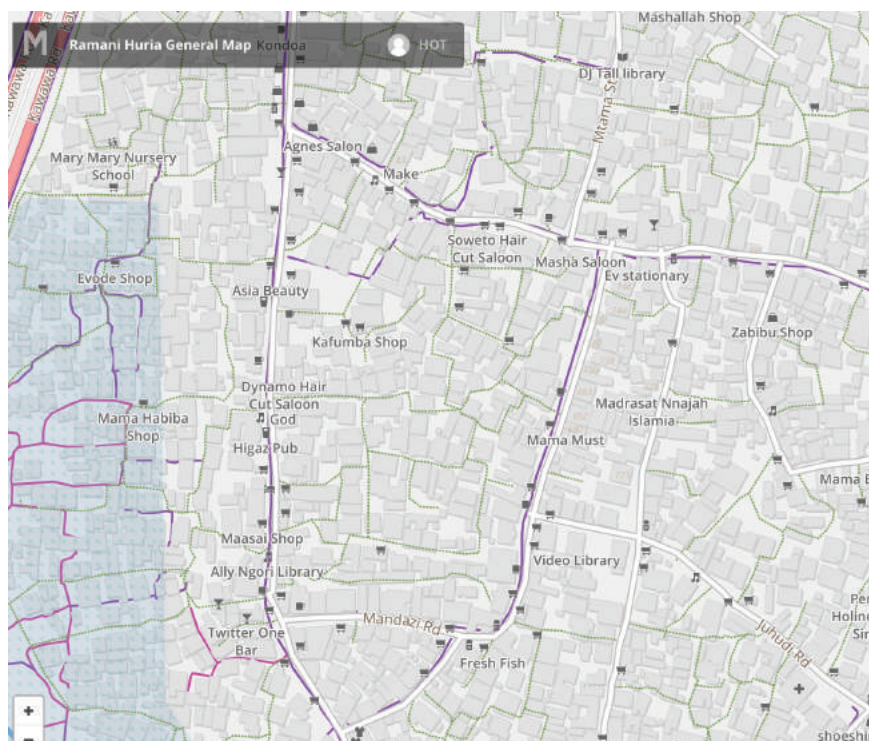 Mashallah Shop
M Ramani Huria General Map
Kondoa
HOT
Kawawa Rd
DJ Tall library
Mtama St
Agnes Salon
Mary Mary Nursery
School
Make
Soweto Hair
Cut Saloon
Masha Saloon
Ev stationary
Evode Shop
Asia Beauty
Kafumba Shop
Zabibu Shop
Dynamo Hair
Cut Saloon
God
Madrasat Nnajah
Islamia
Mama Habiba
Shop
Higaz Pub
Mama Must
Mama
Maasai Shop
Video Library
Ally Ngori Library
Mandazi Rd
Twitter One
Bar
Fresh Fish
Juhudi Rd
Holine
shoeshi
+